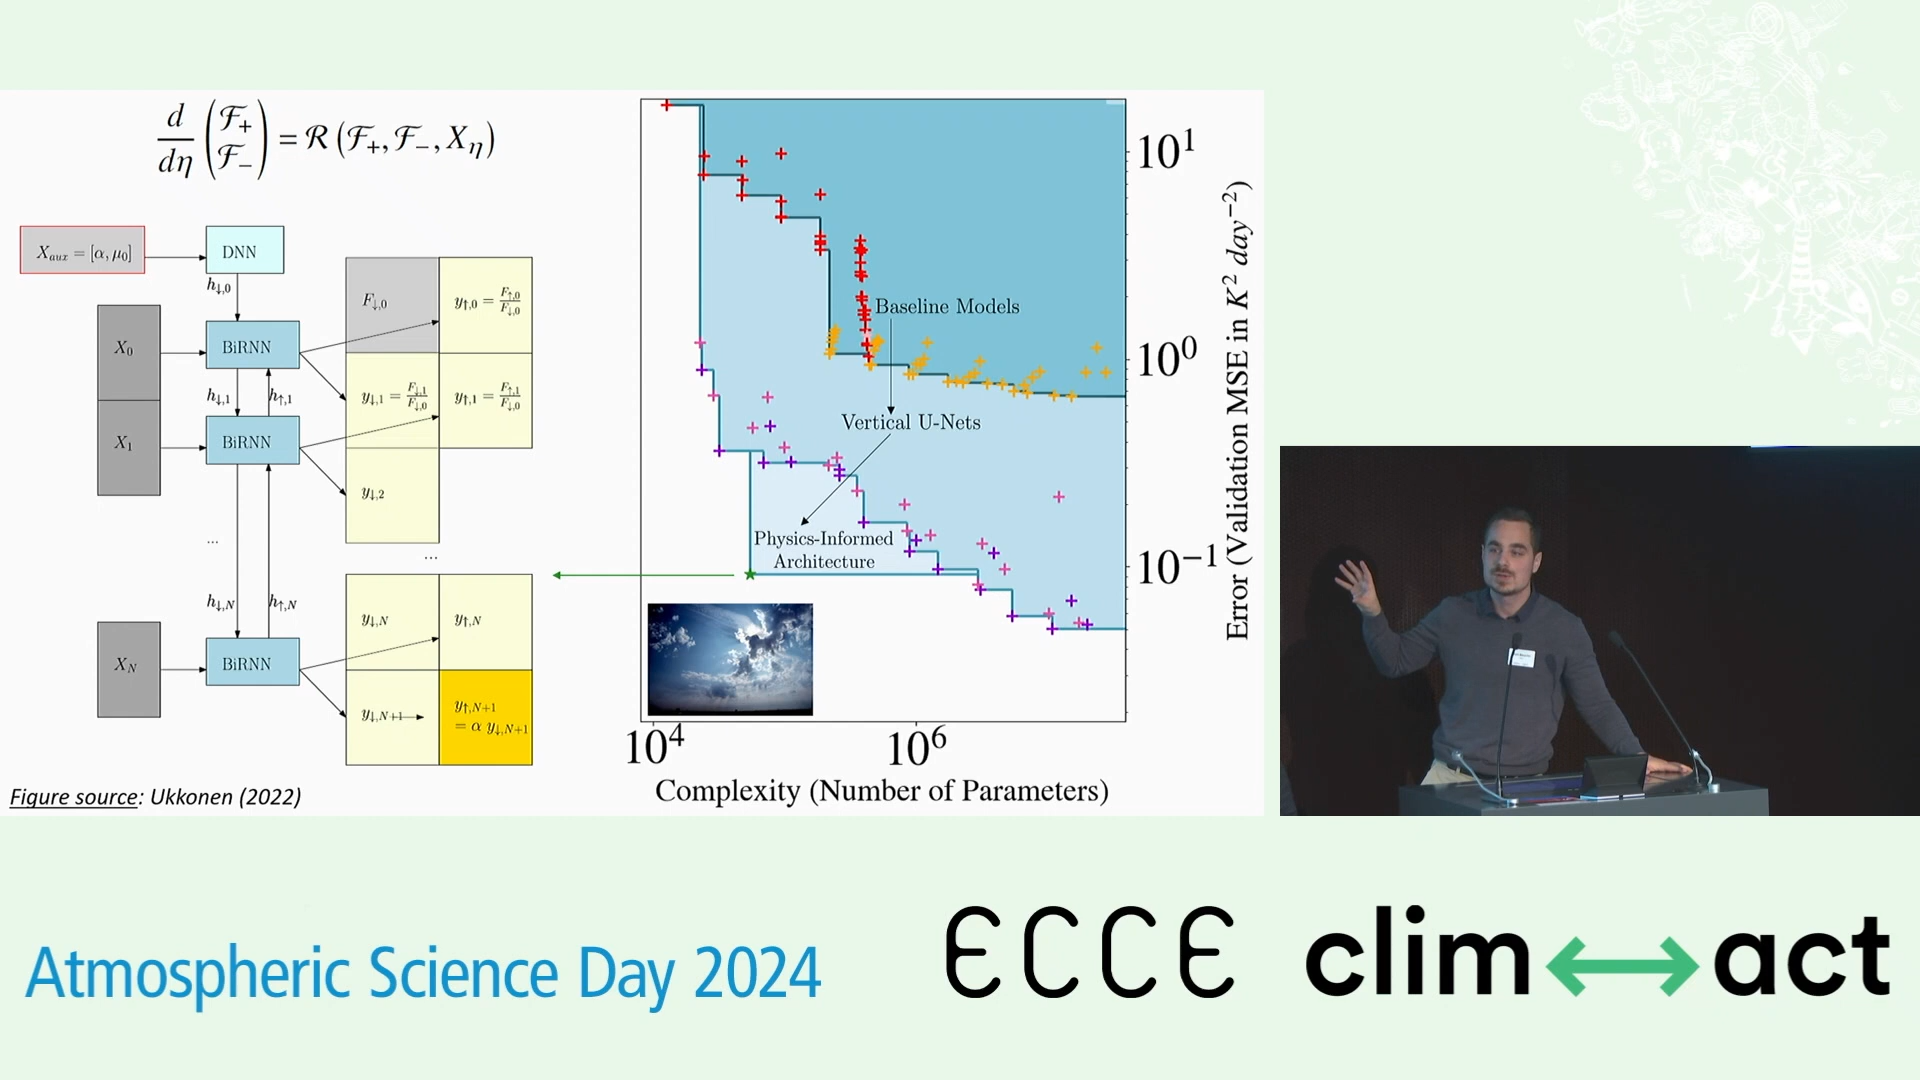 d/dη (ℱ₊ ℱ₋) = ℛ (ℱ₊, ℱ₋, X_η)
X_aux = [α, μ₀]
DNN
h↓,0
F↓,0
y↑,0 = F↑,0/F↓,0
X₀
BiRNN
h↓,1
h↑,1
y↓,1 = F↓,1/F↓,0
y↑,1 = F↑,1/F↓,0
X₁
BiRNN
y↓,2
...
...
h↓,N
h↑,N
y↓,N
y↑,N
X_N
BiRNN
y↓,N+1
y↑,N+1
= α y↓,N+1
Figure source: Ukkonen (2022)
Baseline Models
Vertical U-Nets
Physics-Informed
Architecture
10¹
10⁰
10⁻¹
Error (Validation MSE in K² day⁻²)
10⁴
10⁶
Complexity (Number of Parameters)
Atmospheric Science Day 2024
ECCE
clim↔act